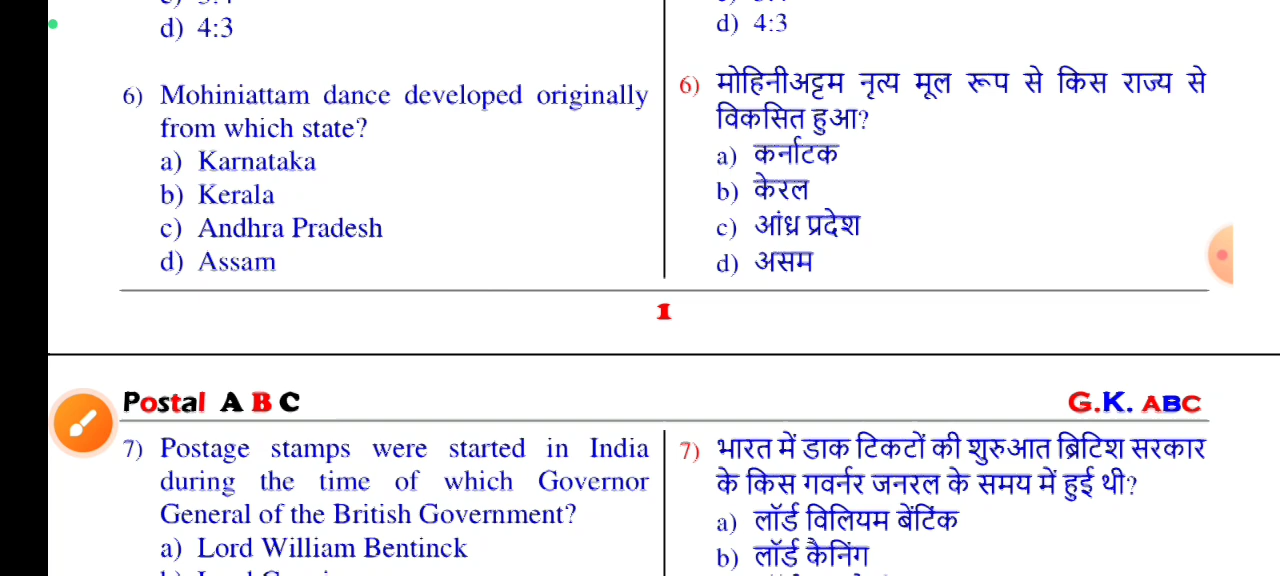 d) 4:3
6) Mohiniattam dance developed originally
from which state?
a) Karnataka
b) Kerala
c) Andhra Pradesh
d) Assam
d) 4:3
6) मोहिनीअट्टम नृत्य मूल रूप से किस राज्य से
विकसित हुआ?
a) कर्नाटक
b) केरल
c) आंध्र प्रदेश
d) असम
1
Postal A B C
G.K. ABC
7) Postage stamps were started in India
during the time of which Governor
General of the British Government?
a) Lord William Bentinck
7) भारत में डाक टिकटों की शुरुआत ब्रिटिश सरकार
के किस गवर्नर जनरल के समय में हुई थी?
a) लॉर्ड विलियम बेंटिंक
b) लॉर्ड कैनिंग